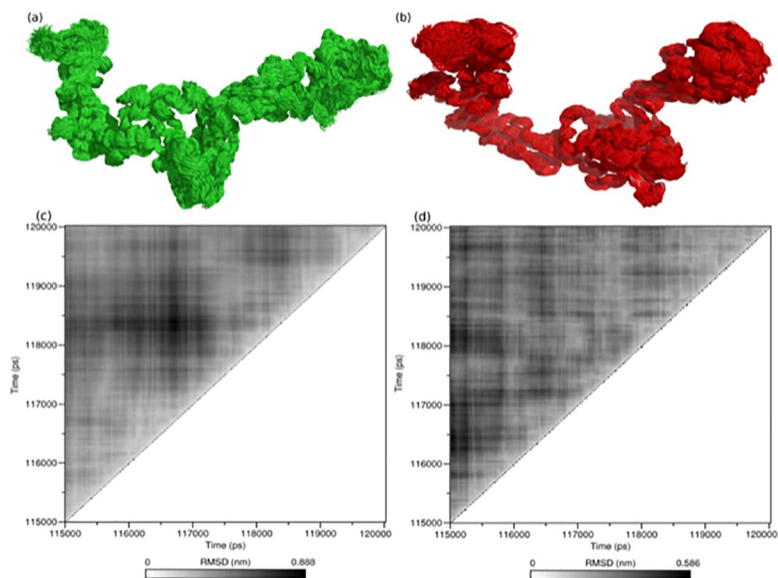 (a)
(b)
(c)
(d)
120000
119000
118000
117000
116000
115000
Time (ps)
115000 116000 117000 118000 119000 120000
Time (ps)
0 RMSD (nm) 0.888
120000
119000
118000
117000
116000
115000
Time (ps)
115000 116000 117000 118000 119000 120000
Time (ps)
0 RMSD (nm) 0.586